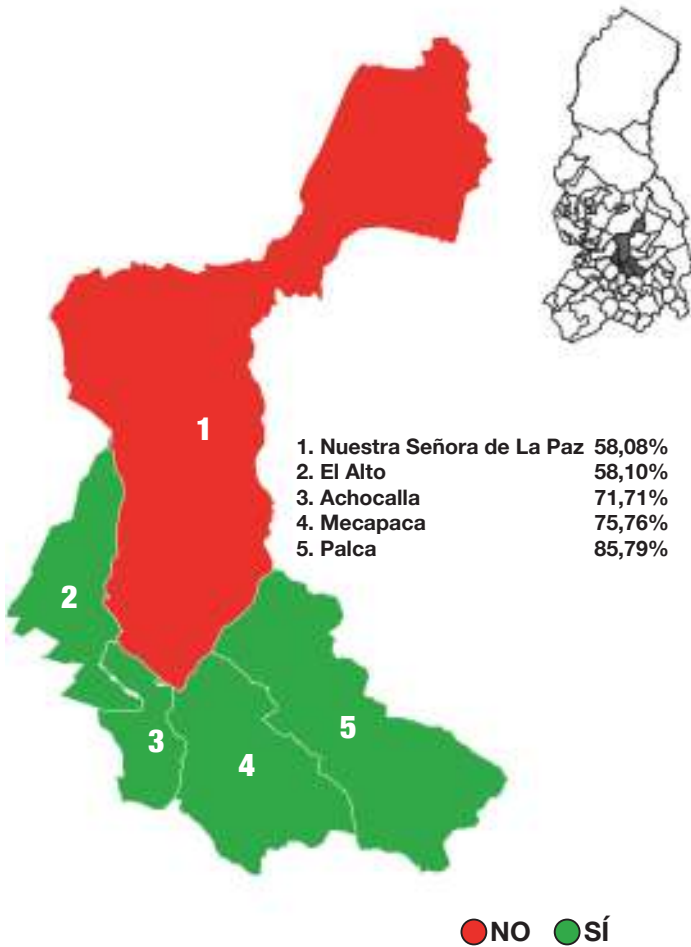 1
1. Nuestra Señora de La Paz 58,08%
2. El Alto 58,10%
3. Achocalla 71,71%
4. Mecapaca 75,76%
5. Palca 85,79%
2
3
4
5
NO SÍ